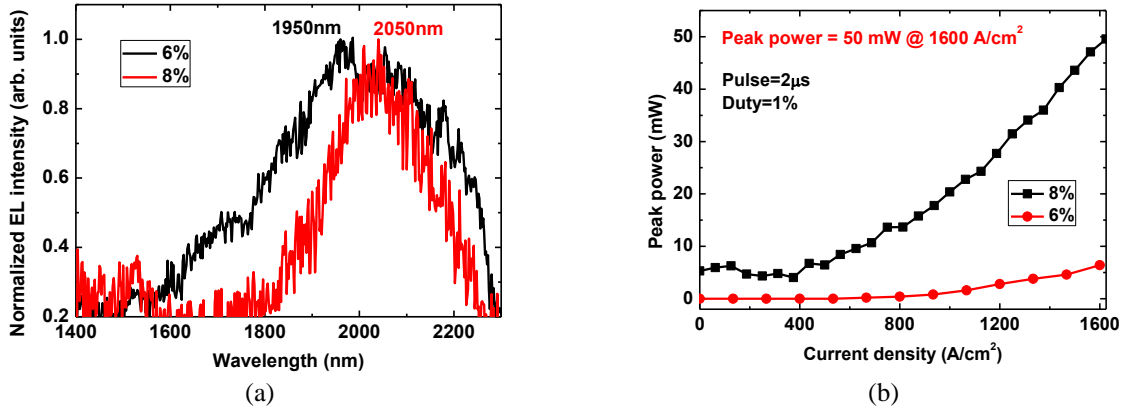 1950nm 2050nm
6%
8%
Normalized EL intensity (arb. units)
1.0
0.8
0.6
0.4
0.2
1400 1600 1800 2000 2200
Wavelength (nm)
(a)
Peak power = 50 mW @ 1600 A/cm²
Pulse=2μs
Duty=1%
8%
6%
Peak power (mW)
50
40
30
20
10
0
0 400 800 1200 1600
Current density (A/cm²)
(b)